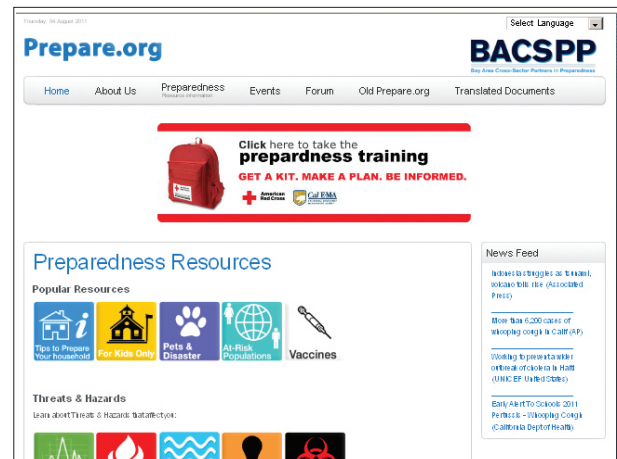 Thursday, 04 August 2011
Select Language
Prepare.org
BACSPP
Bay Area Cross-Sector Partners in Preparedness
Home
About Us
Preparedness
Resource Information
Events
Forum
Old Prepare.org
Translated Documents
Click here to take the
prepardness training
GET A KIT. MAKE A PLAN. BE INFORMED.
American
Red Cross
Cal EMA
Preparedness Resources
Popular Resources
Tips to Prepare
Your household
For Kids Only
Pets &
Disaster
At-Risk
Populations
Vaccines
Threats & Hazards
Learn about Threats & Hazards that affect you:
News Feed
Indonesia struggles as tsunami,
volcano tolls rise (Associated
Press)
More than 6,200 cases of
whooping cough in Calif (AP)
Working to prevent a wider
outbreak of cholera in Haiti
(UNICEF United States)
Early Alert To Schools 2011
Pertussis - Whooping Cough
(California Dept of Health)